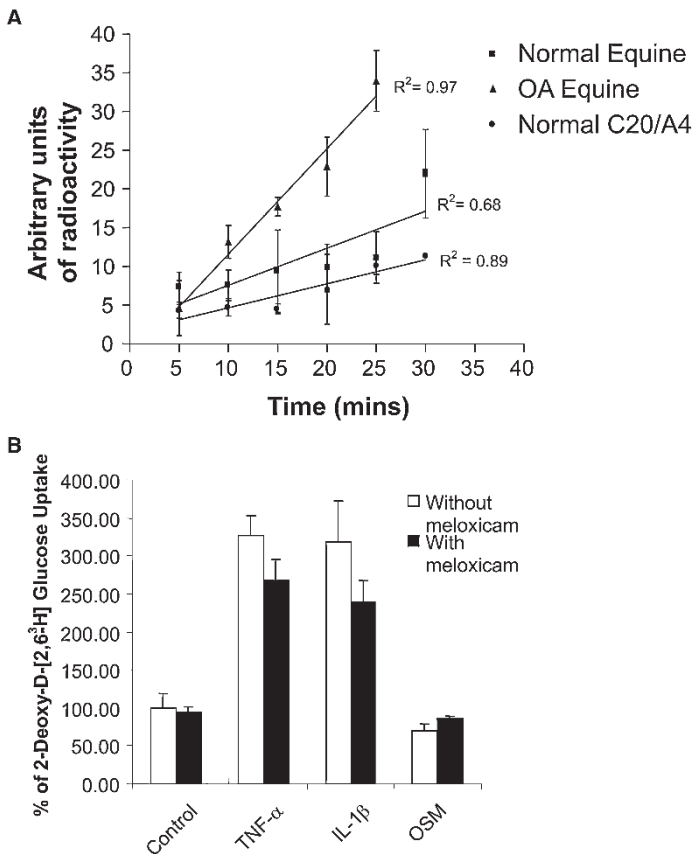 A
40
35
30
25
20
15
10
5
0
Arbitrary units
of radioactivity
0 5 10 15 20 25 30 35 40
Time (mins)
Normal Equine
OA Equine
Normal C20/A4
R²= 0.97
R²= 0.68
R² = 0.89
B
400.00
350.00
300.00
250.00
200.00
150.00
100.00
50.00
0.00
% of 2-Deoxy-D-[2,6³-H] Glucose Uptake
Without
meloxicam
With
meloxicam
Control
TNF-α
IL-1β
OSM